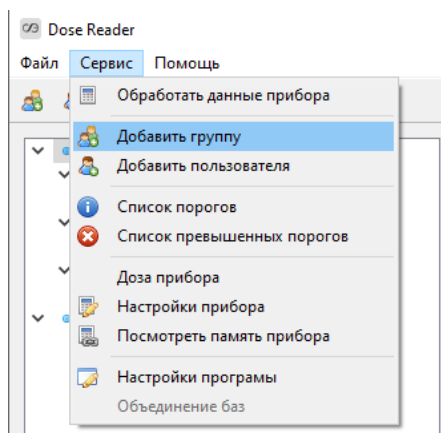 Dose Reader
Файл Сервис Помощь
Обработать данные прибора
Добавить группу
Добавить пользователя
Список порогов
Список превышенных порогов
Доза прибора
Настройки прибора
Посмотреть память прибора
Настройки програмы
Объединение баз